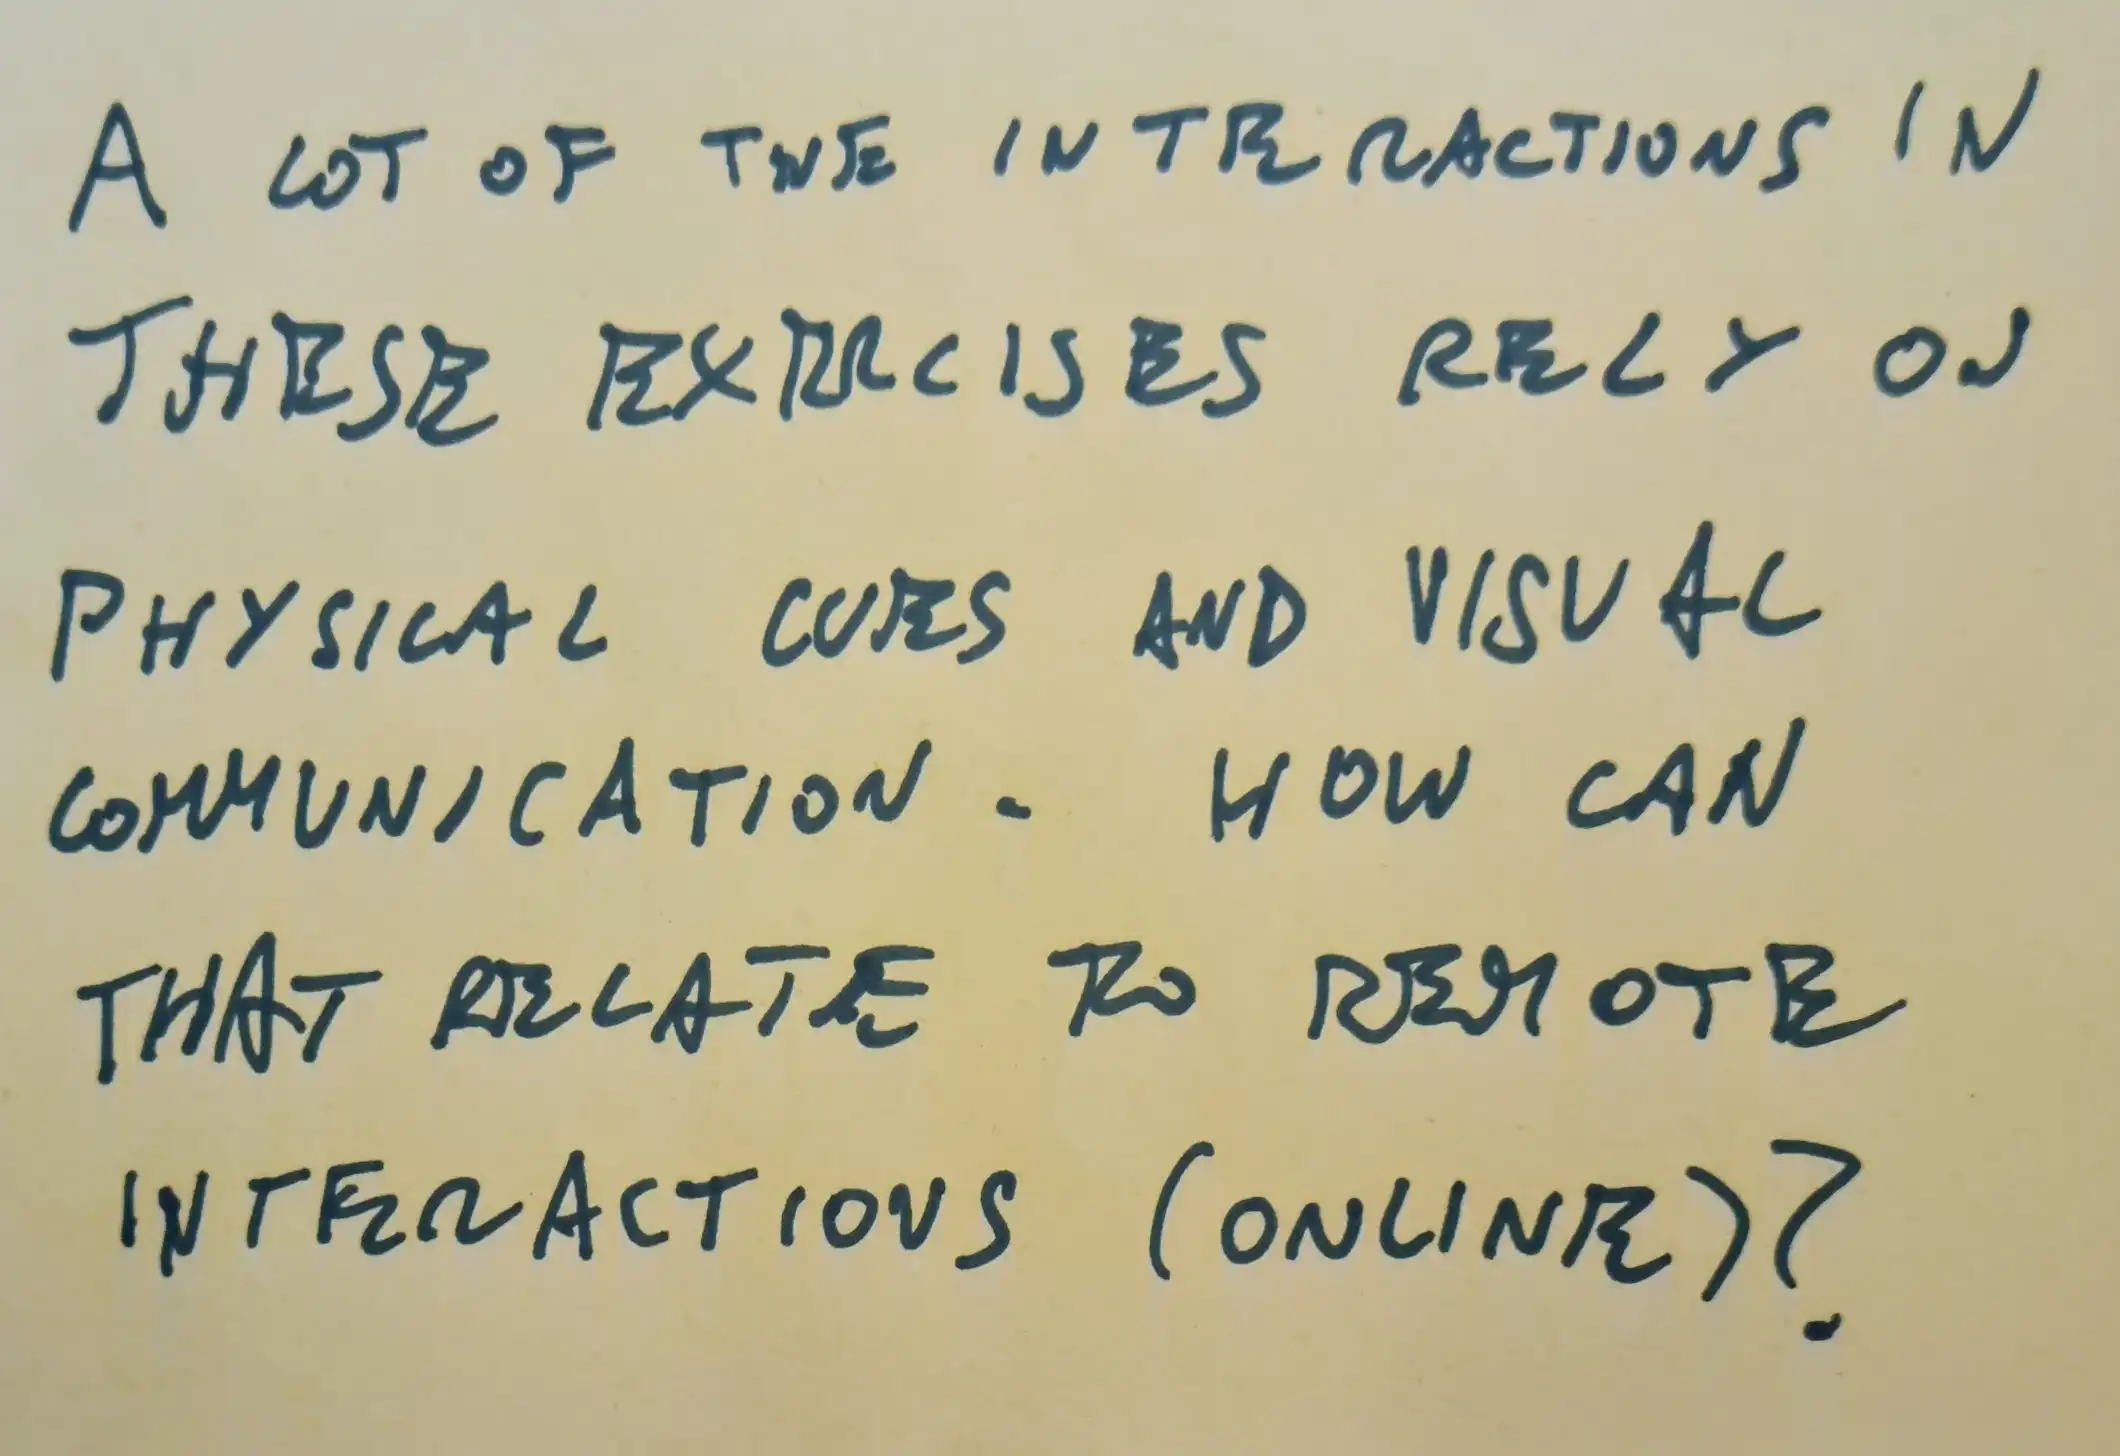 A LOT OF THE INTERACTIONS IN
THESE EXERCISES RELY ON
PHYSICAL CUES AND VISUAL
COMMUNICATION. HOW CAN
THAT RELATE TO REMOTE
INTERACTIONS (ONLINE)?